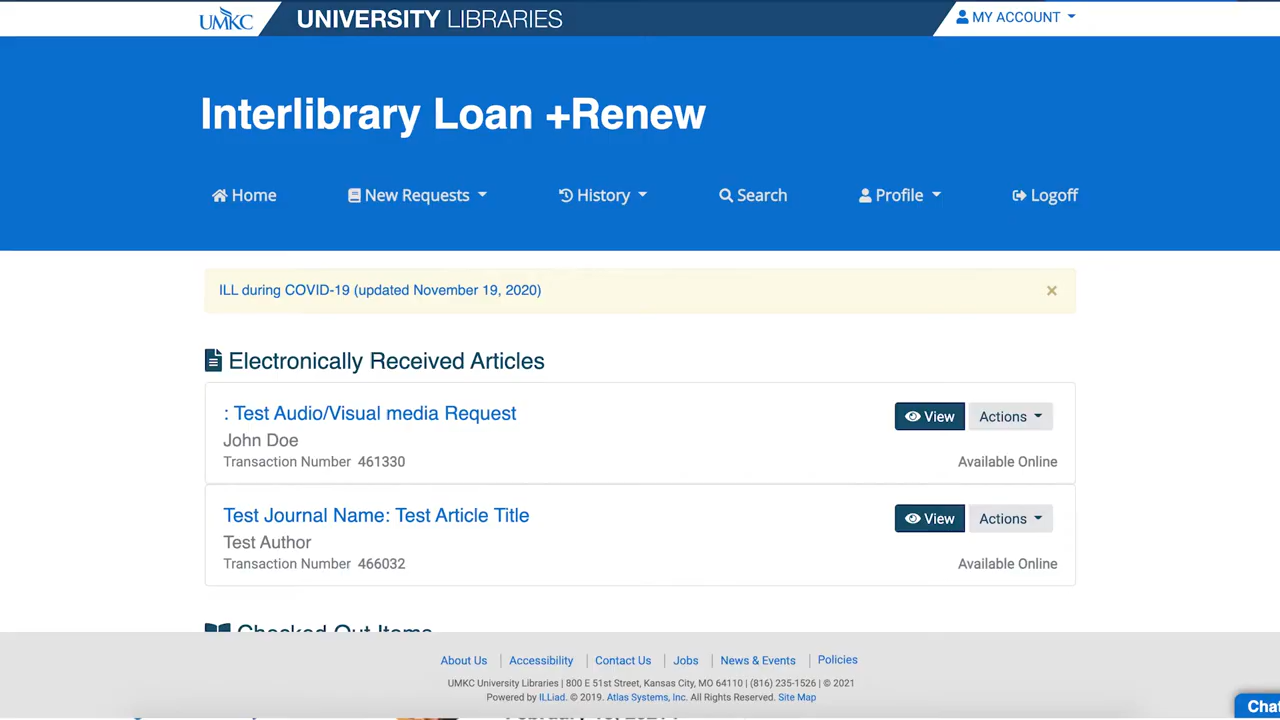 UMKC UNIVERSITY LIBRARIES
MY ACCOUNT
Interlibrary Loan +Renew
Home New Requests History Search Profile Logoff
ILL during COVID-19 (updated November 19, 2020) ×
Electronically Received Articles
: Test Audio/Visual media Request
View Actions
John Doe
Transaction Number 461330
Available Online
Test Journal Name: Test Article Title
View Actions
Test Author
Transaction Number 466032
Available Online
Checked Out Items
About Us | Accessibility | Contact Us | Jobs | News & Events | Policies
UMKC University Libraries | 800 E 51st Street, Kansas City, MO 64110 | (816) 235-1526 | © 2021
Powered by ILLiad. © 2019. Atlas Systems, Inc. All Rights Reserved. Site Map
Chat